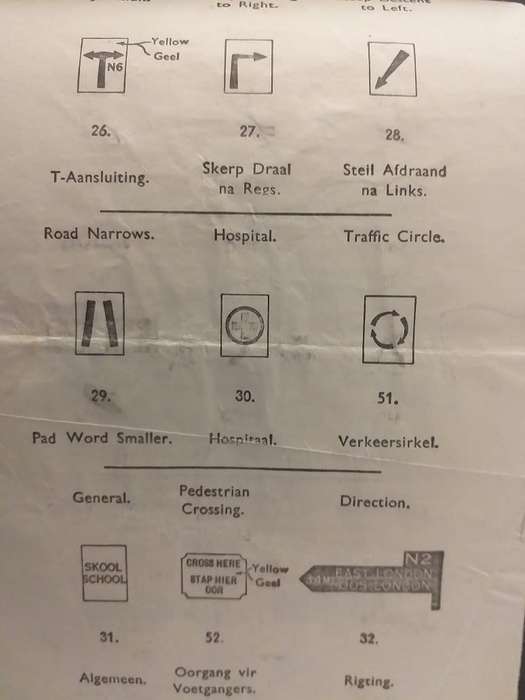 to Right.
to Left.
Yellow
Geel
N6
26.
27.
28.
T-Aansluiting.
Skerp Draai
na Regs.
Steil Afdraand
na Links.
Road Narrows.
Hospital.
Traffic Circle.
29.
30.
51.
Pad Word Smaller.
Hospitaal.
Verkeersirkel.
General.
Pedestrian
Crossing.
Direction.
SKOOL
SCHOOL
CROSS HERE
STAP HIER
OOR
Yellow
Geel
N2
EAST LONDON
OOS-LONDON
31.
52.
32.
Algemeen.
Oorgang vir
Voetgangers.
Rigting.